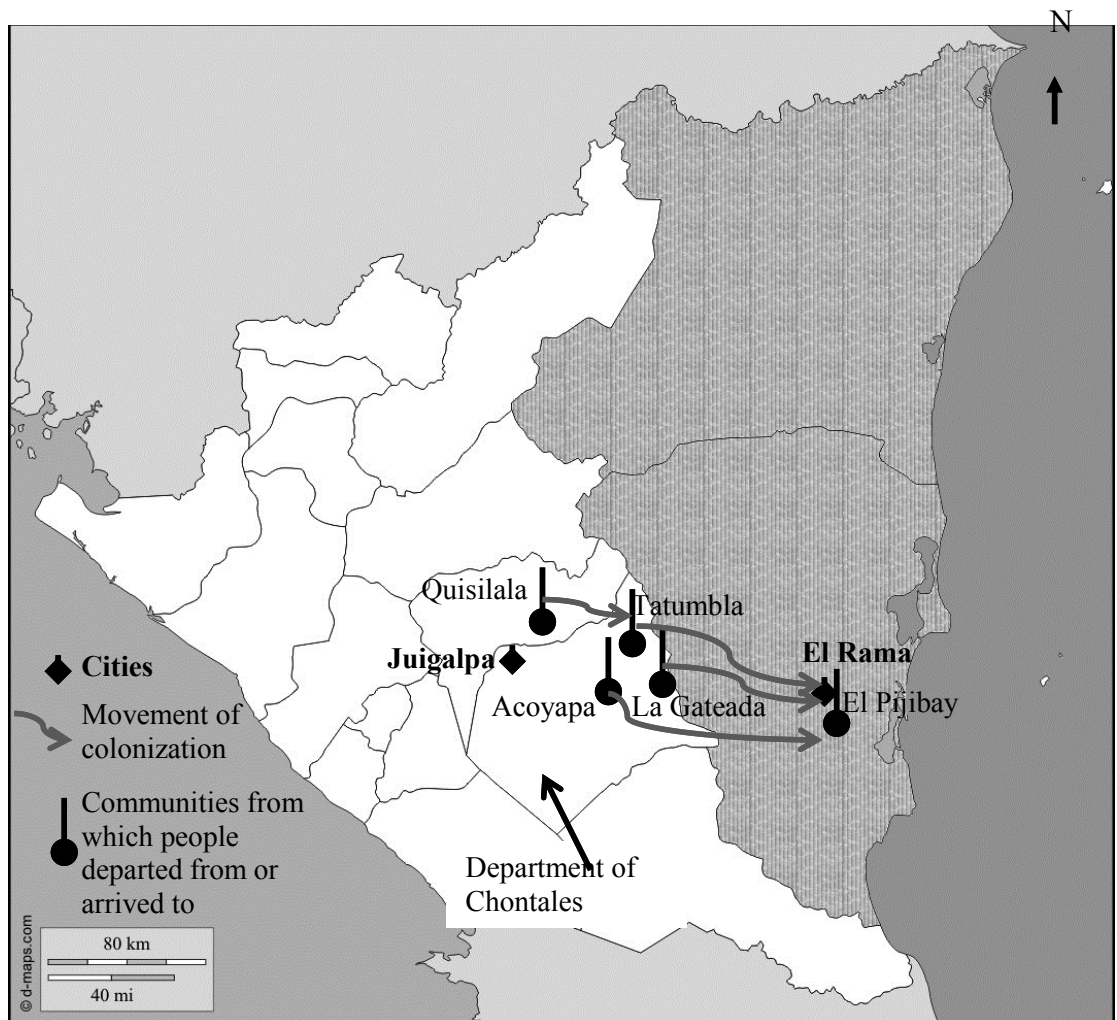 N
Quisilala
Tatumbla
Juigalpa
El Rama
Acoyapa
La Gateada
El Pijibay
Cities
Movement of
colonization
Communities from
which people
departed from or
arrived to
Department of
Chontales
80 km
40 mi
© d-maps.com